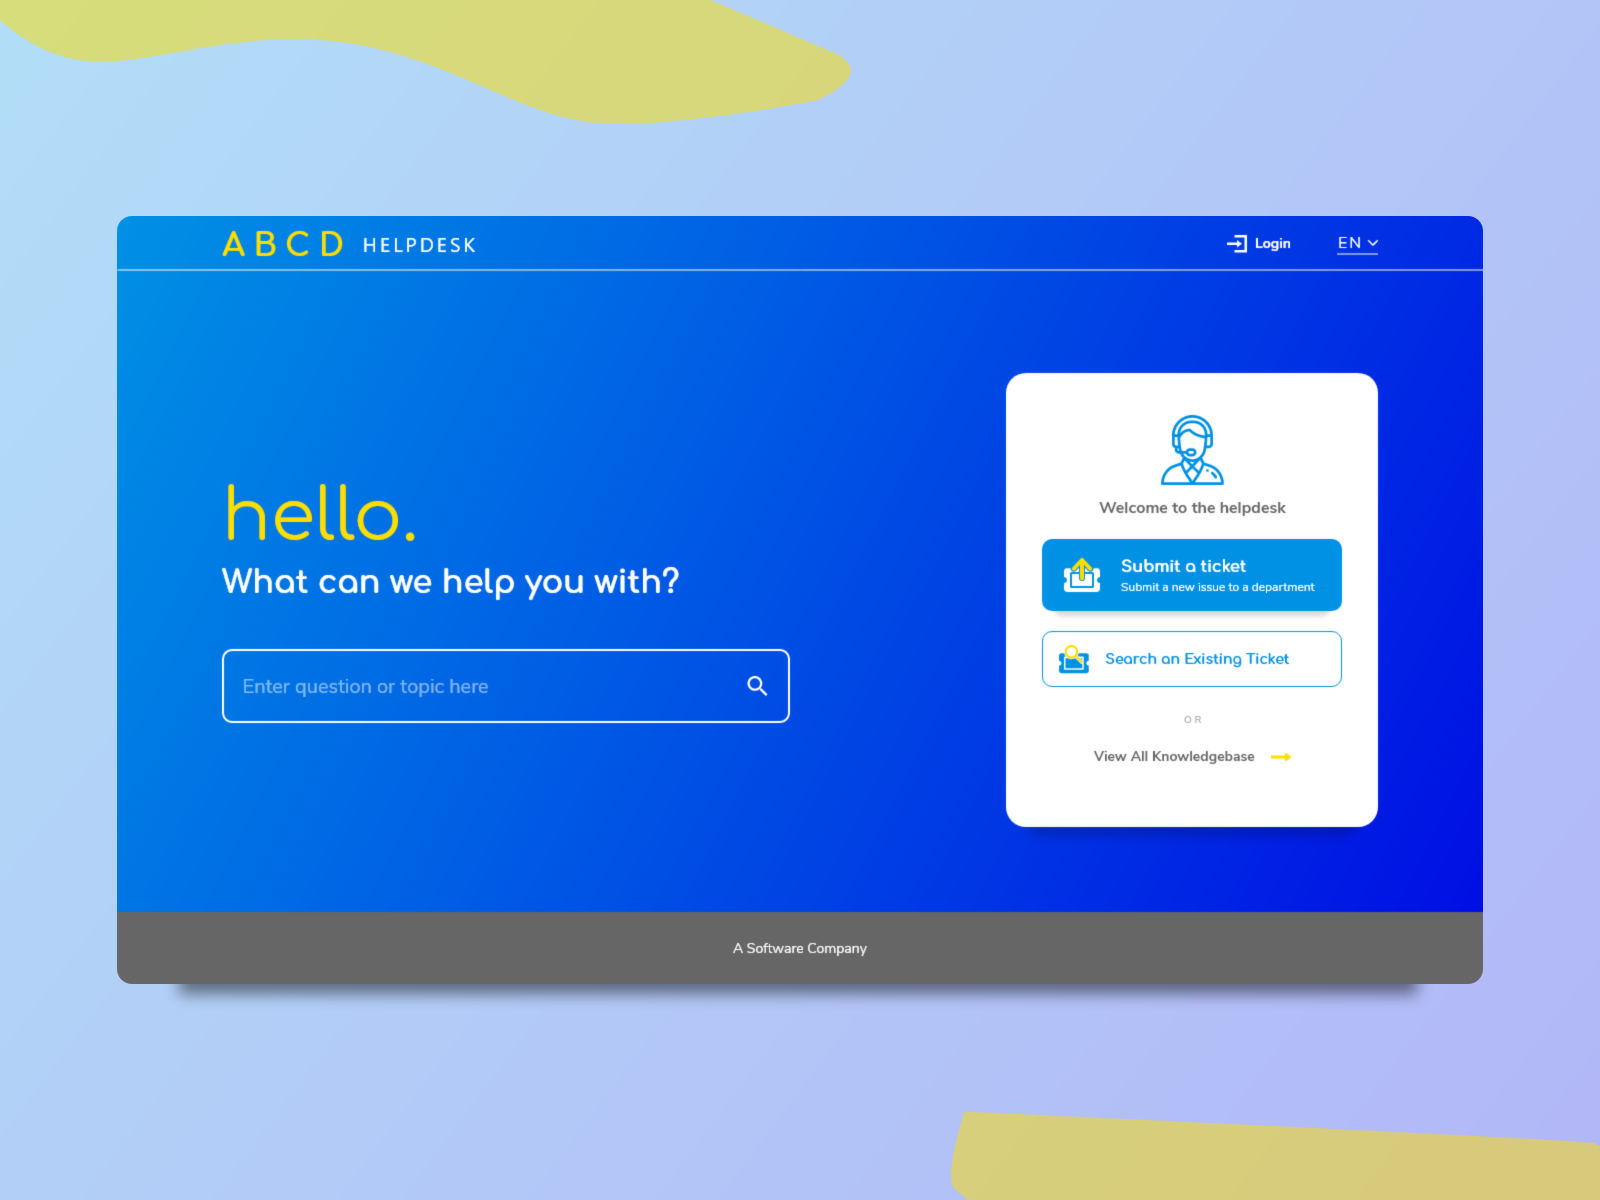 ABCD HELPDESK
Login
EN
hello.
What can we help you with?
Enter question or topic here
Welcome to the helpdesk
Submit a ticket
Submit a new issue to a department
Search an Existing Ticket
OR
View All Knowledgebase
A Software Company